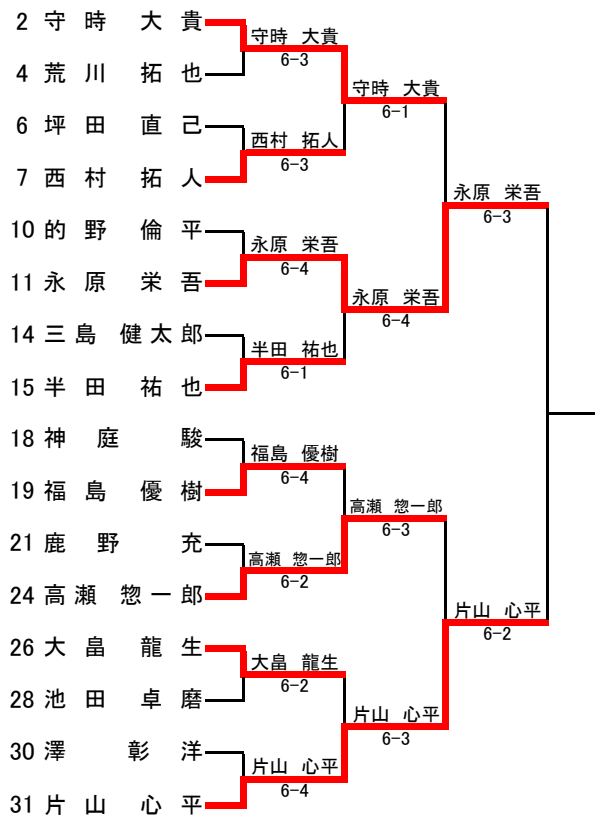 2 守時 大貴
4 荒川 拓也
守時 大貴
6-3
6 坪田 直己
7 西村 拓人
西村 拓人
6-3
守時 大貴
6-1
10 的野 倫平
11 永原 栄吾
永原 栄吾
6-4
14 三島 健太郎
15 半田 祐也
半田 祐也
6-1
永原 栄吾
6-4
永原 栄吾
6-3
18 神庭 駿
19 福島 優樹
福島 優樹
6-4
21 鹿野 充
24 高瀬 惣一郎
高瀬 惣一郎
6-2
高瀬 惣一郎
6-3
26 大畠 龍生
28 池田 卓磨
大畠 龍生
6-2
30 澤 彰洋
31 片山 心平
片山 心平
6-4
片山 心平
6-3
片山 心平
6-2